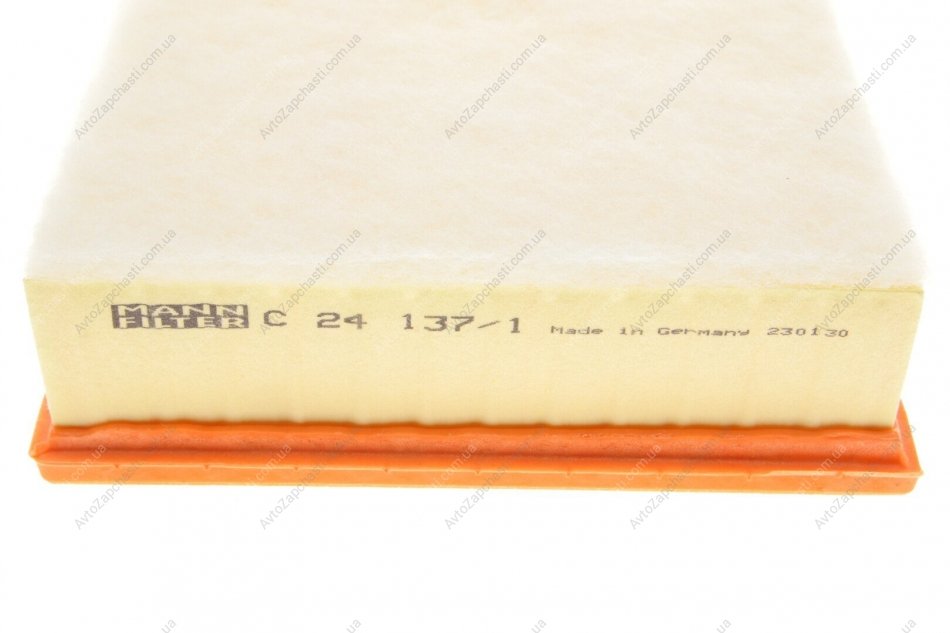 MANN
FILTER C 24 137/1 Made in Germany 230130
AvtoZapchasti.com.ua